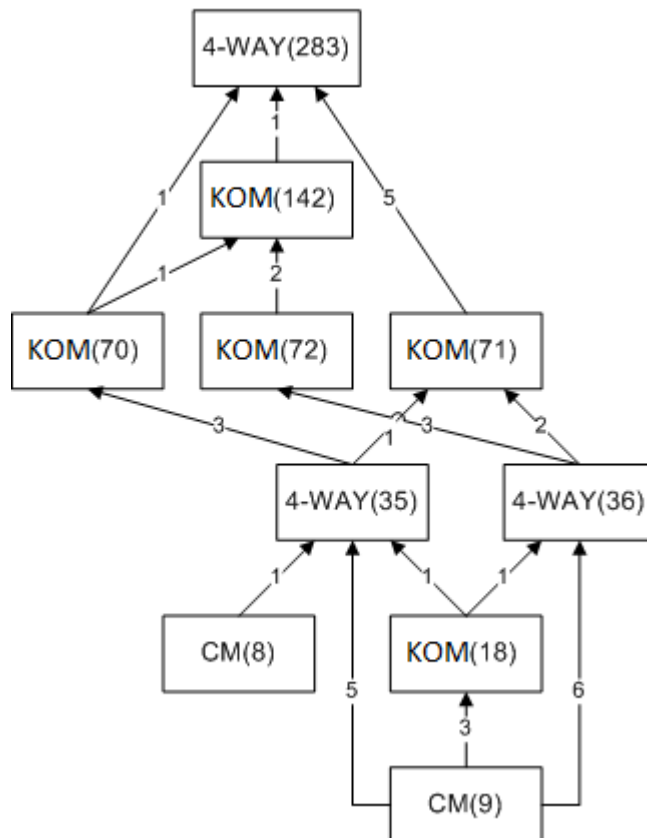 4-WAY(283)
1
KOM(142)
1
5
1
2
KOM(70)
KOM(72)
KOM(71)
3
1
3
2
4-WAY(35)
4-WAY(36)
1
1
1
CM(8)
KOM(18)
5
6
3
CM(9)